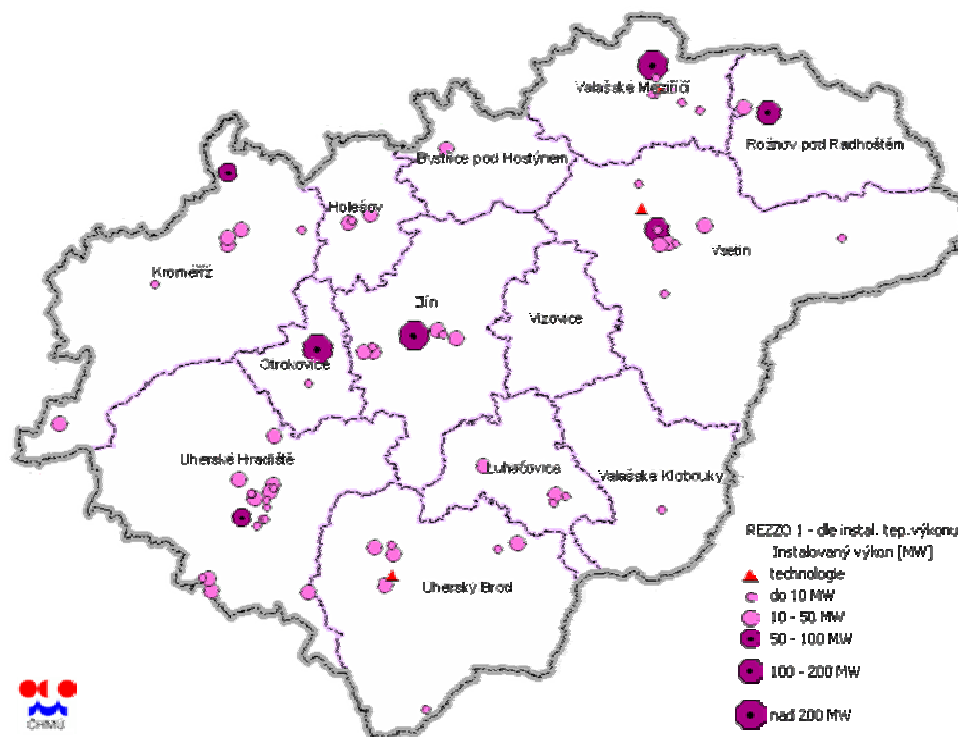 Valašské Meziříčí
Rožnov pod Radhoštěm
Bystřice pod Hostýnem
Holešov
Vsetín
Kroměříž
Zlín
Vizovice
Otrokovice
Uherské Hradiště
Luhačovice
Valašské Klobouky
Uherský Brod
REZZO 1 - dle instal. tep.výkonu
Instalovaný výkon [MW]
technologie
do 10 MW
10 - 50 MW
50 - 100 MW
100 - 200 MW
nad 200 MW
ČHMÚ